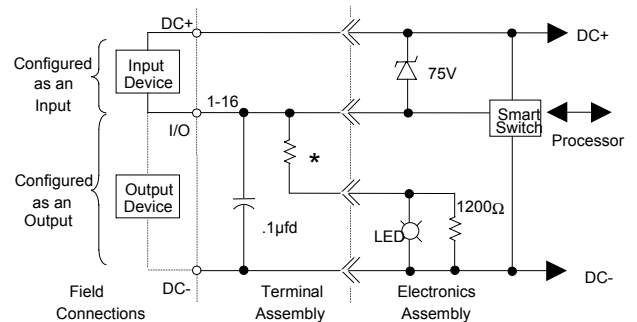 DC+
DC+
Configured
as an
Input
Input
Device
75V
1-16
I/O
Smart
Switch
Processor
*
Configured
as an
Output
Output
Device
.1µfd
LED
1200Ω
DC-
DC-
Field
Connections
Terminal
Assembly
Electronics
Assembly